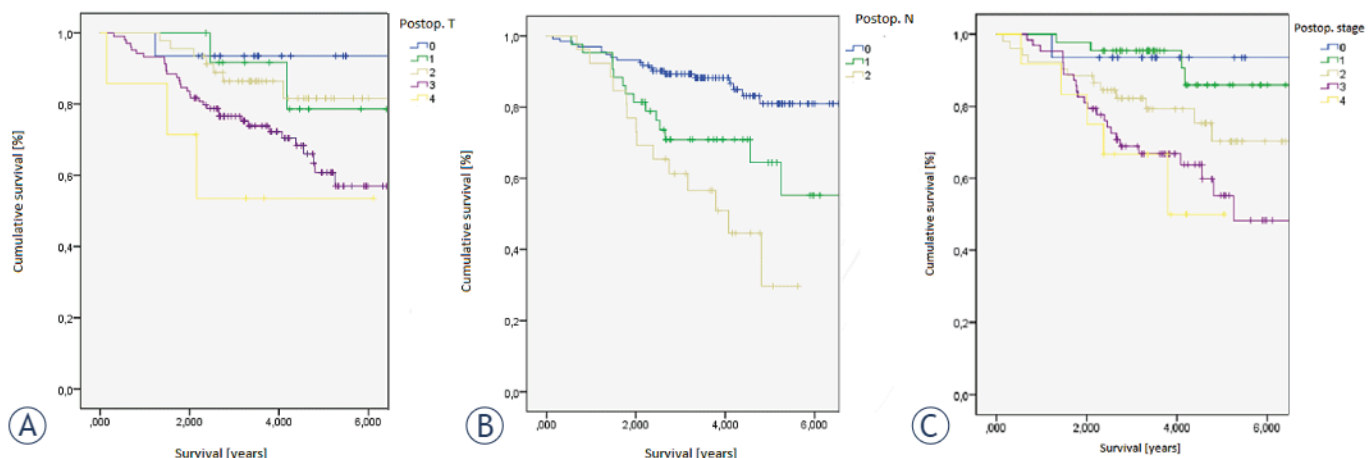 Postop. T
0
1
2
3
4
1,0
0,8
0,6
0,4
0,2
0,0
Cumulative survival [%]
,000 2,000 4,000 6,000
Survival [years]
A
Postop. N
0
1
2
1,0
0,8
0,6
0,4
0,2
0,0
Cumulative survival [%]
,000 2,000 4,000 6,000
Survival [years]
B
Postop. stage
0
1
2
3
4
1,0
0,8
0,6
0,4
0,2
0,0
Cumulative survival [%]
,000 2,000 4,000 6,000
Survival [years]
C